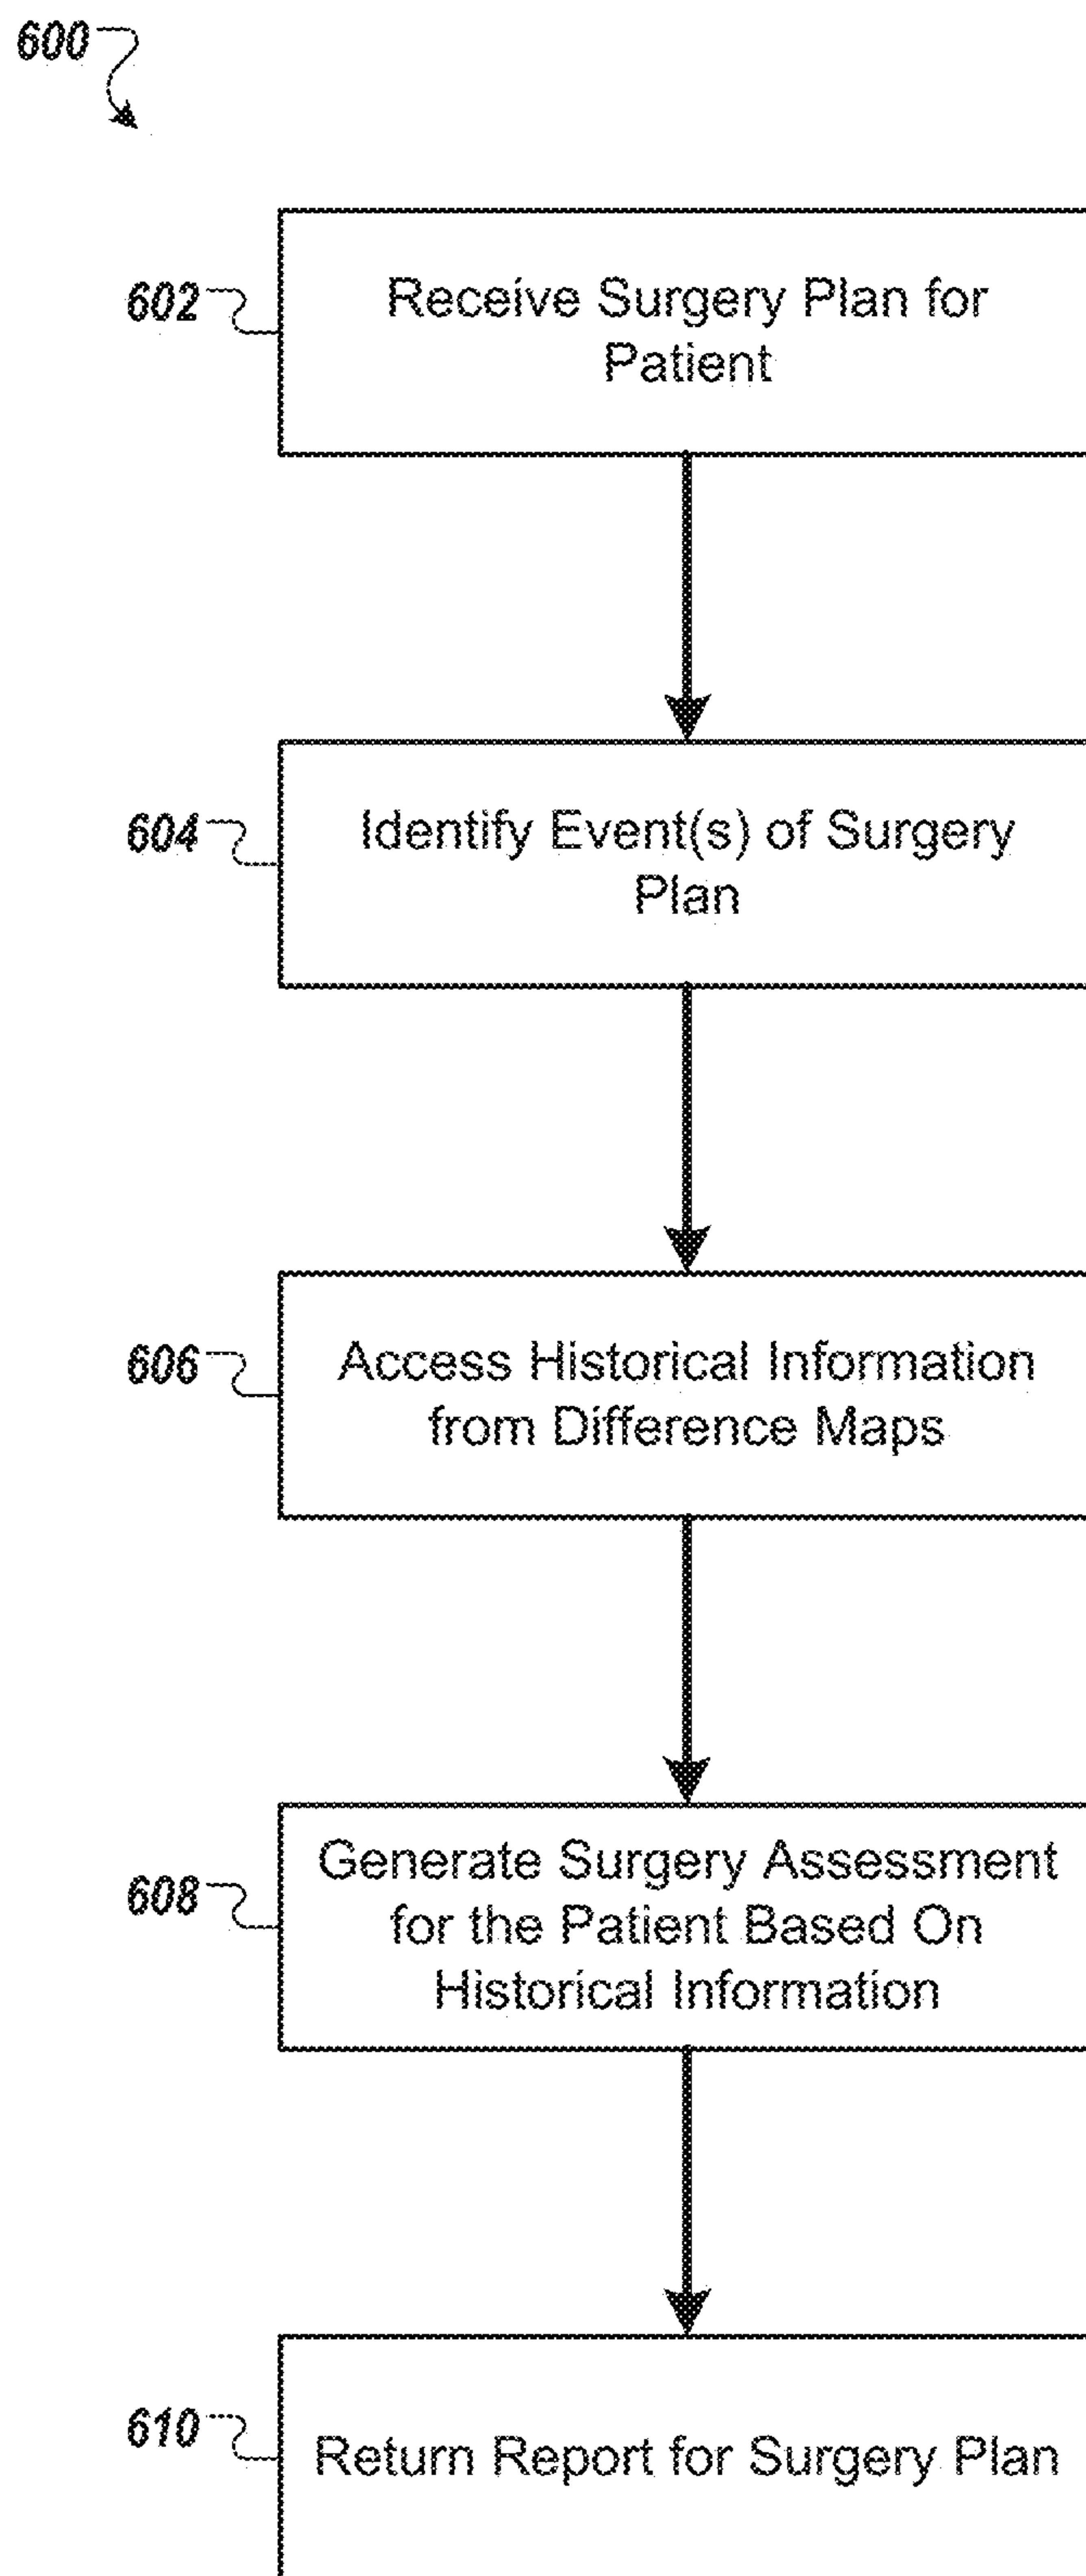 600
602
Receive Surgery Plan for
Patient
604
Identify Event(s) of Surgery
Plan
606
Access Historical Information
from Difference Maps
608
Generate Surgery Assessment
for the Patient Based On
Historical Information
610
Return Report for Surgery Plan